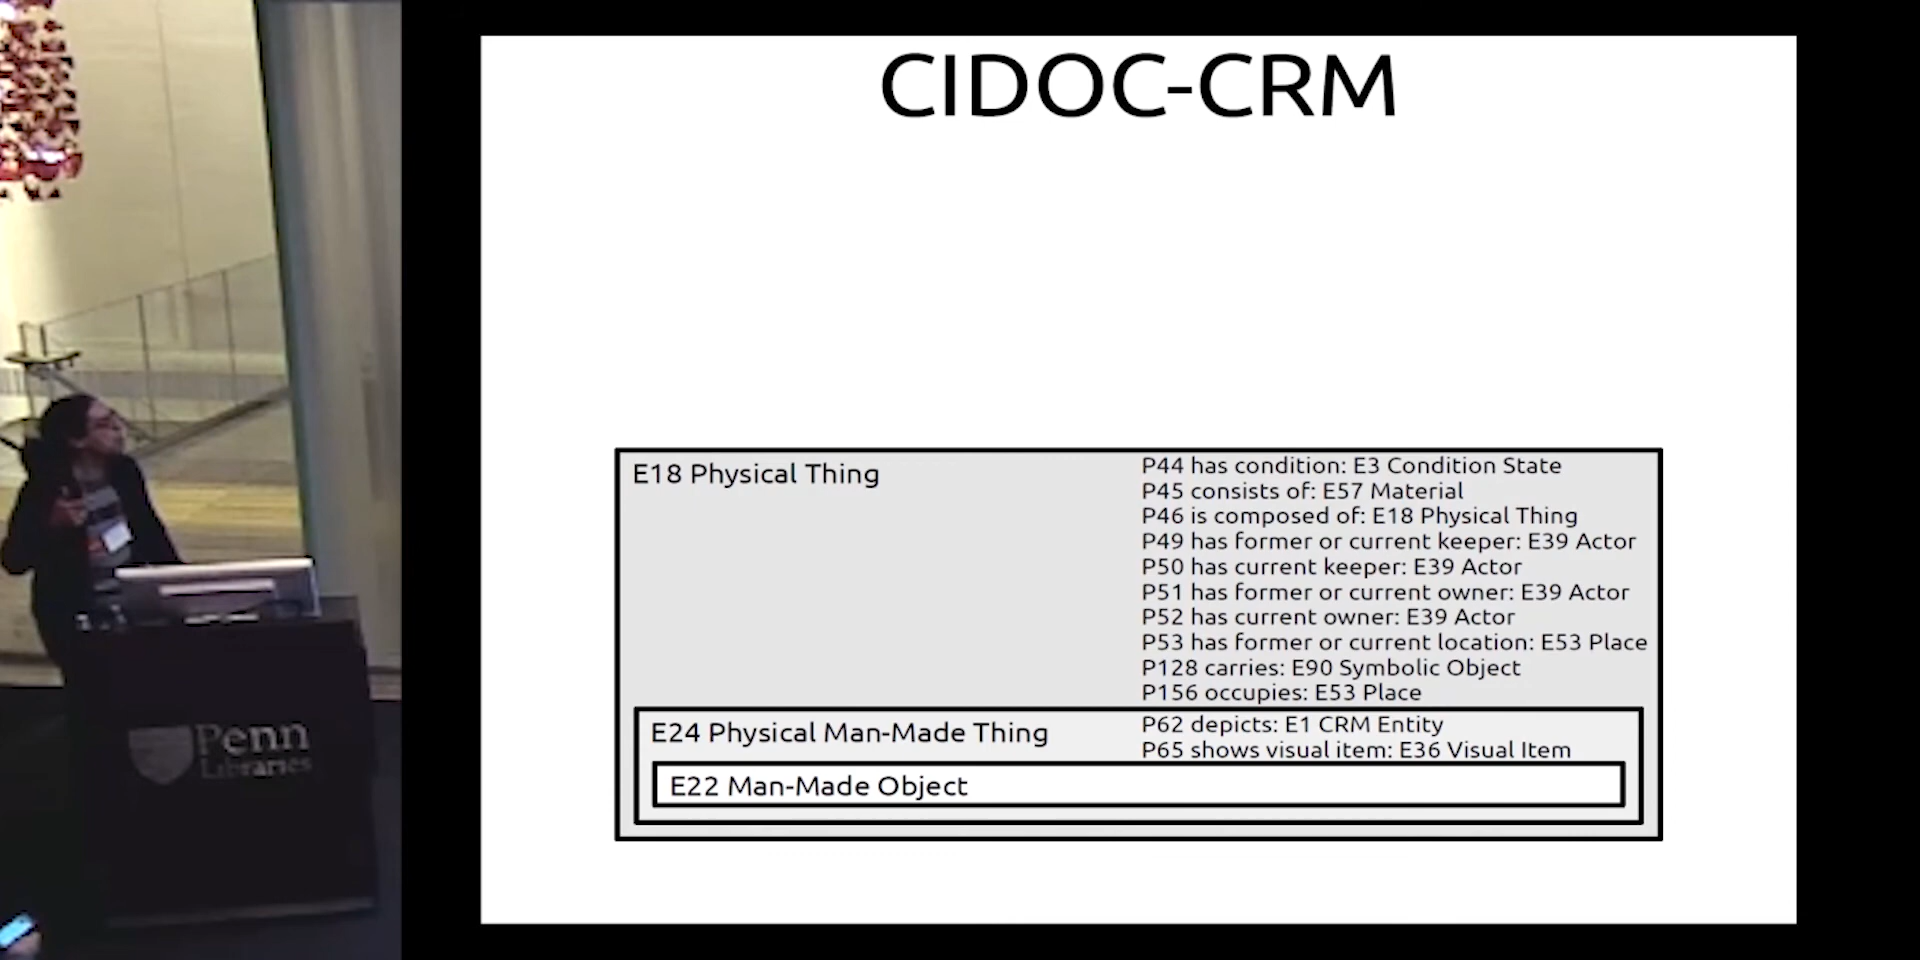 CIDOC-CRM
E18 Physical Thing
P44 has condition: E3 Condition State
P45 consists of: E57 Material
P46 is composed of: E18 Physical Thing
P49 has former or current keeper: E39 Actor
P50 has current keeper: E39 Actor
P51 has former or current owner: E39 Actor
P52 has current owner: E39 Actor
P53 has former or current location: E53 Place
P128 carries: E90 Symbolic Object
P156 occupies: E53 Place
E24 Physical Man-Made Thing
P62 depicts: E1 CRM Entity
P65 shows visual item: E36 Visual Item
E22 Man-Made Object
Penn
Libraries